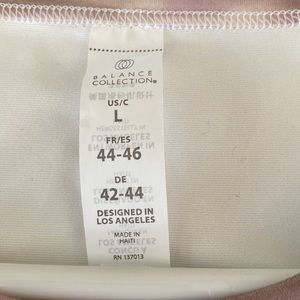 BALANCE
COLLECTION®
US/C
L
FR/ES
44-46
DE
42-44
DESIGNED IN
LOS ANGELES
MADE IN
HAITI
RN 137013